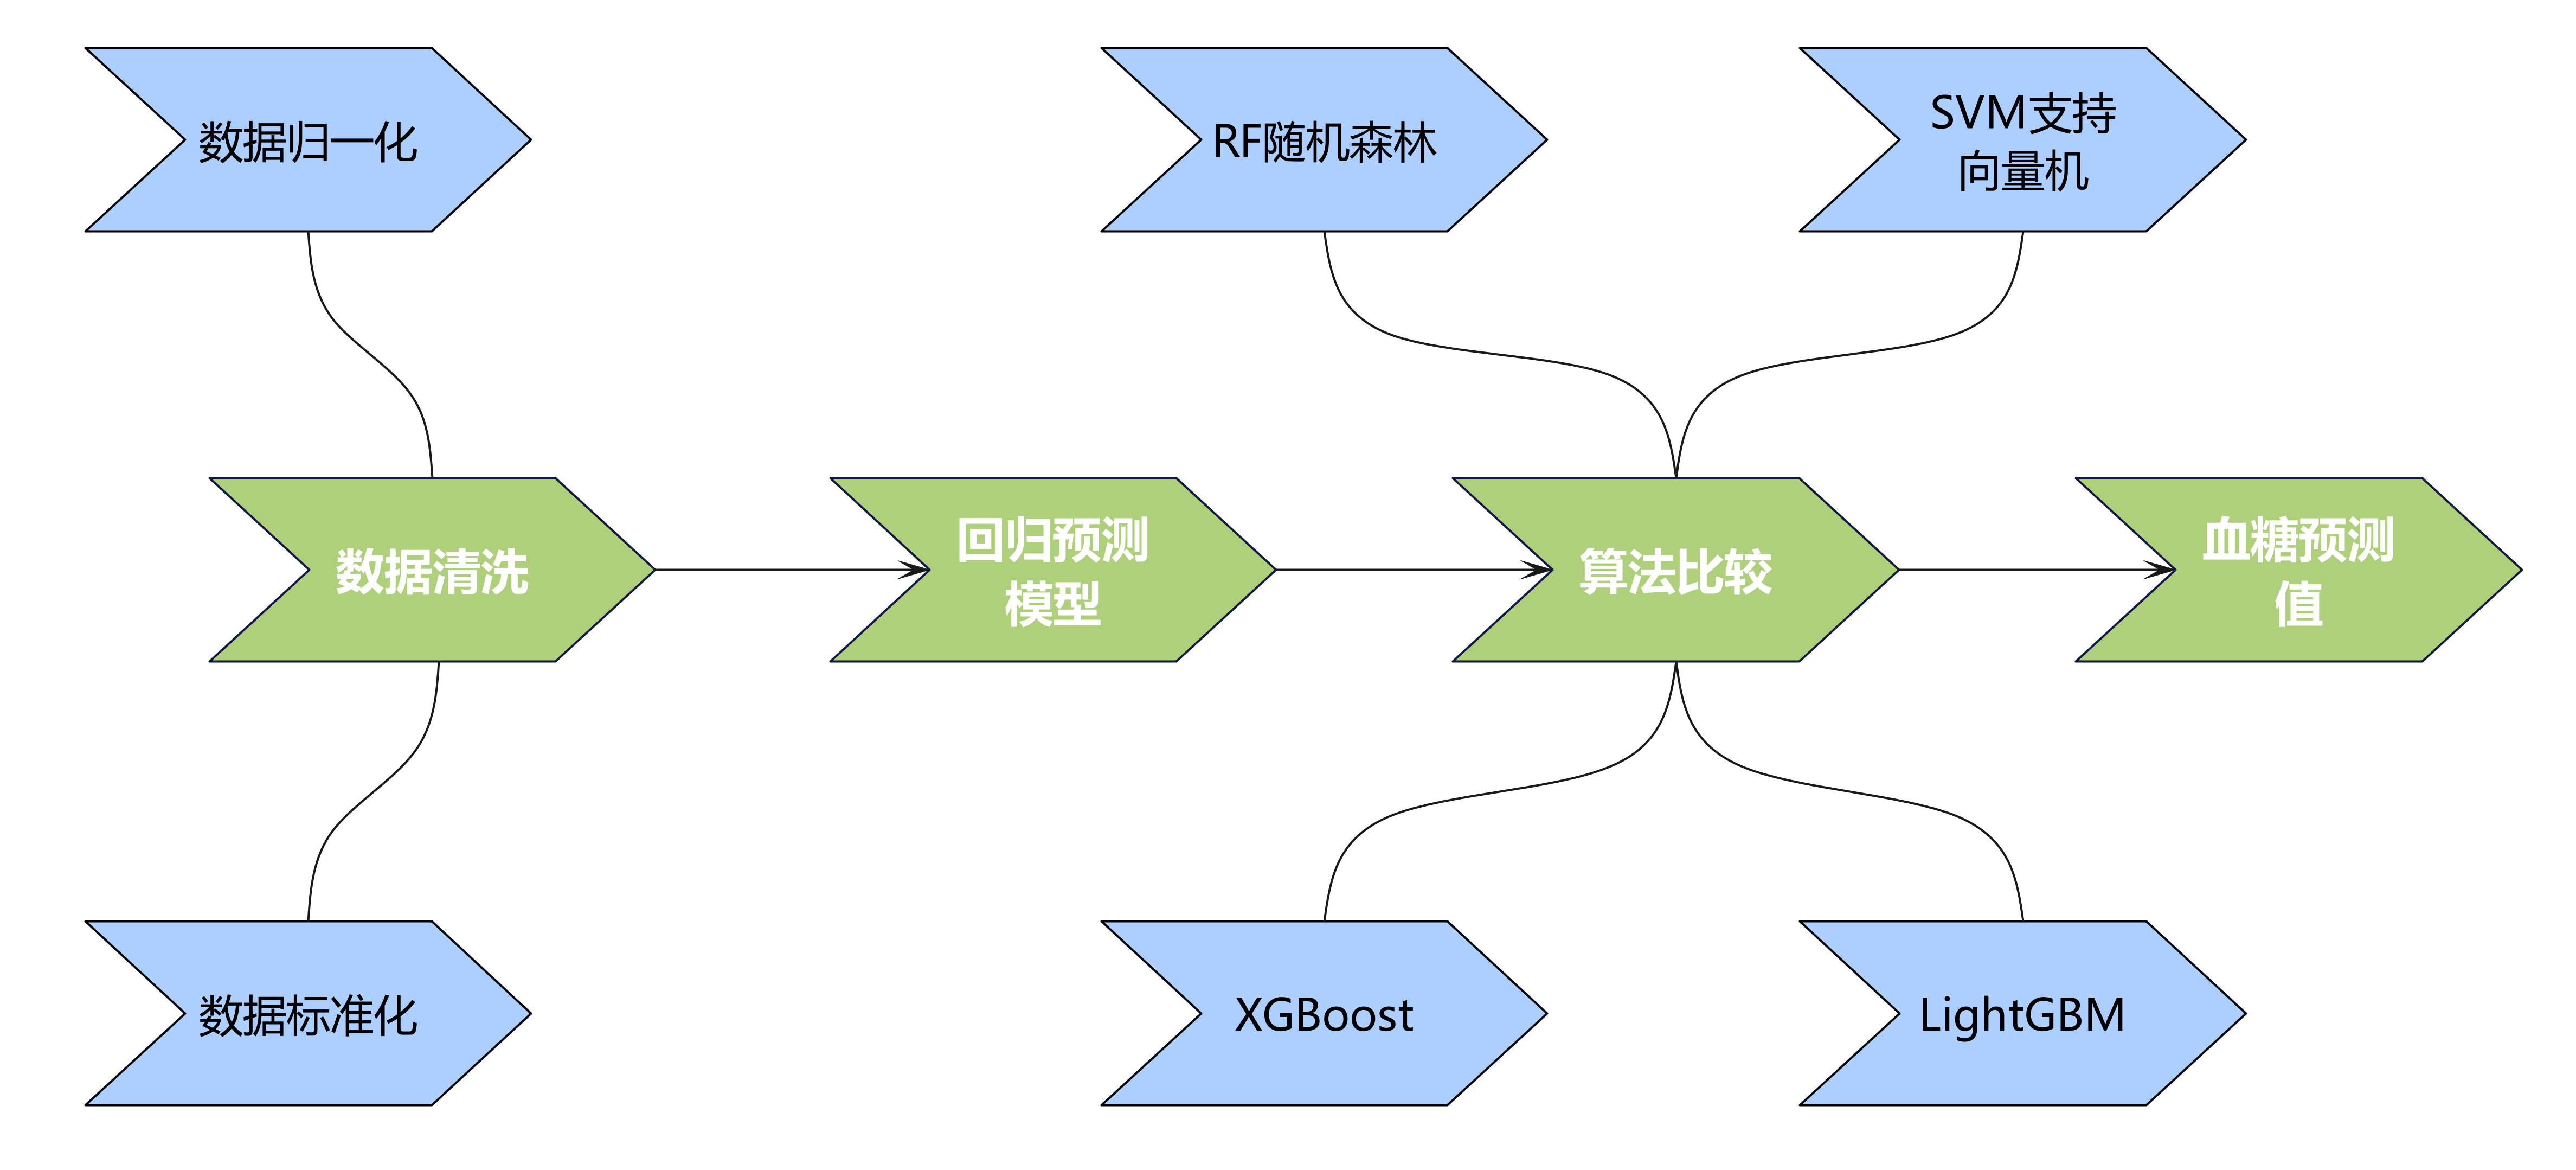 数据归一化
RF随机森林
SVM支持
向量机
数据清洗
回归预测
模型
算法比较
血糖预测
值
数据标准化
XGBoost
LightGBM